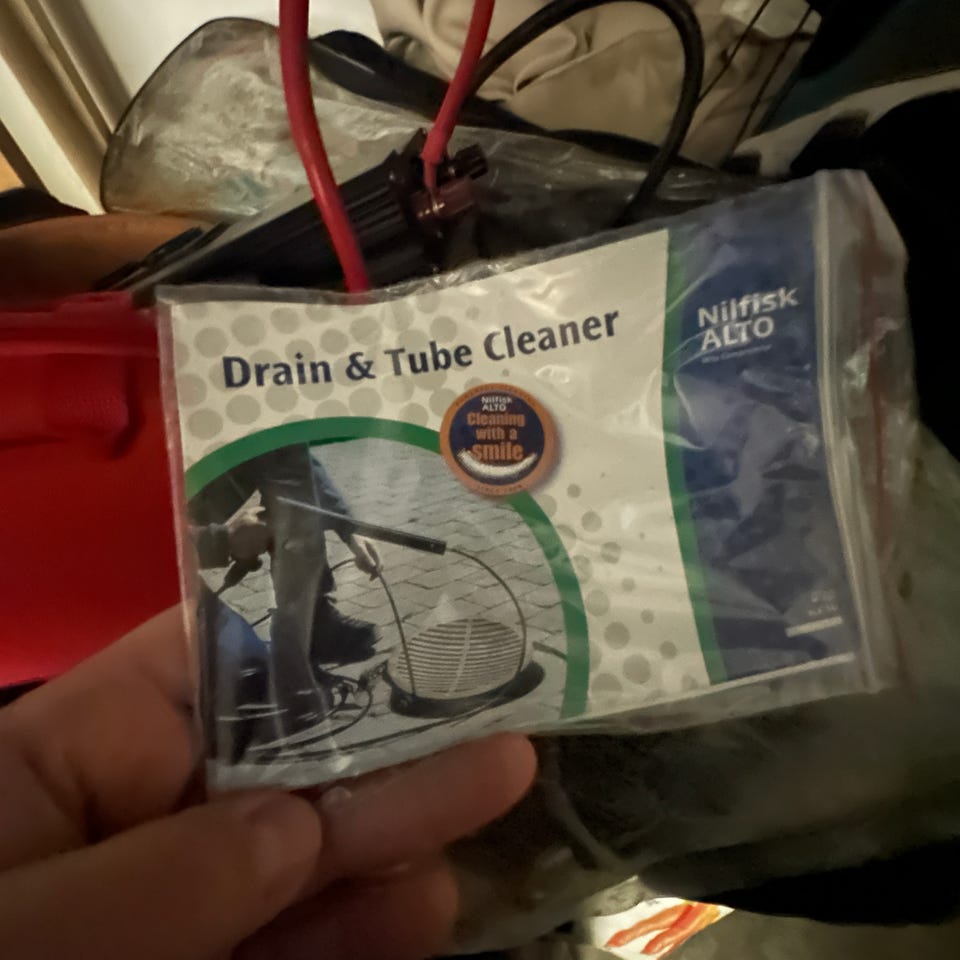 Drain & Tube Cleaner
Nilfisk
ALTO
Nilfisk
ALTO
Cleaning
with a
smile